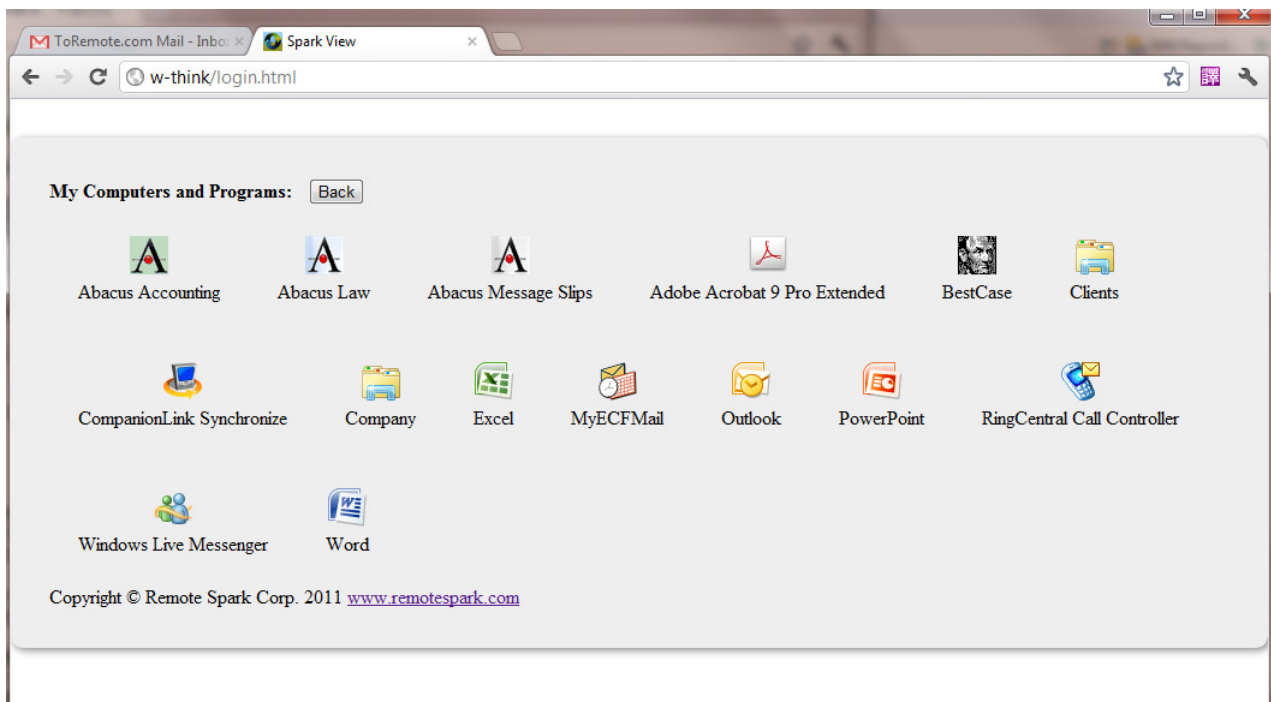 ToRemote.com Mail - Inbo
Spark View
w-think/login.html
My Computers and Programs: Back
Abacus Accounting Abacus Law Abacus Message Slips Adobe Acrobat 9 Pro Extended BestCase Clients
CompanionLink Synchronize Company Excel MyECFMail Outlook PowerPoint RingCentral Call Controller
Windows Live Messenger Word
Copyright © Remote Spark Corp. 2011 www.remotespark.com